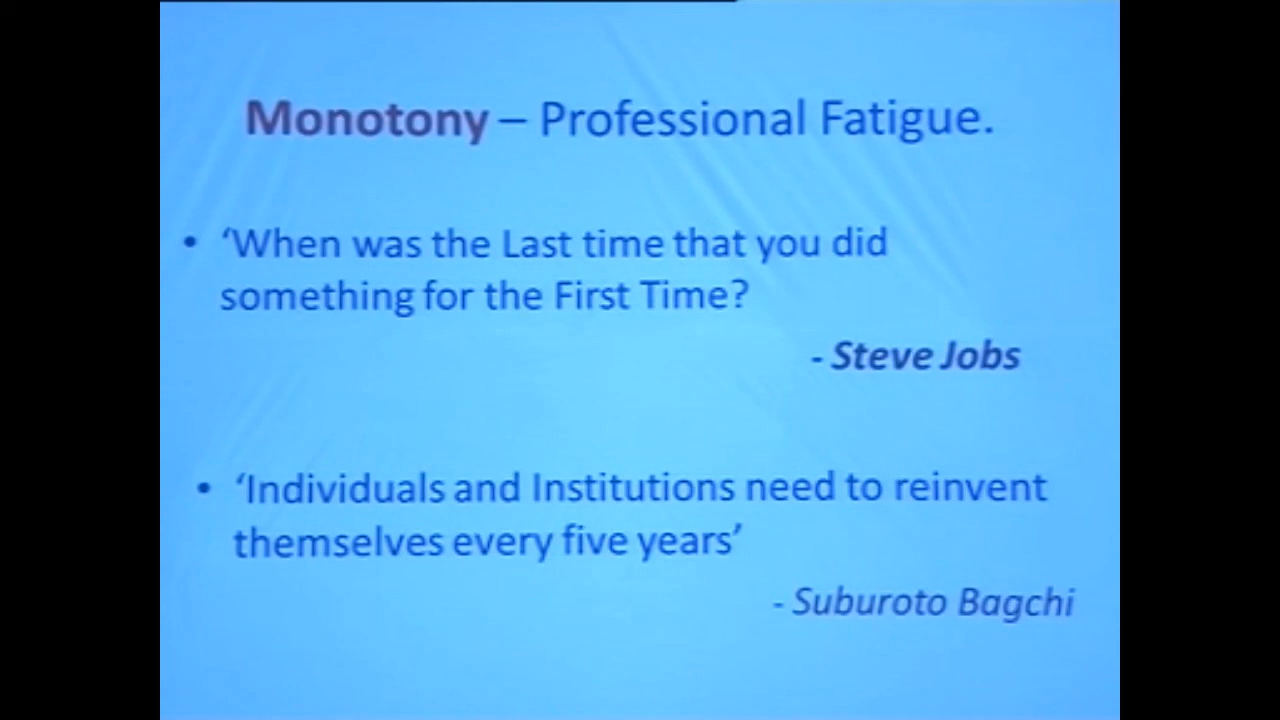 Monotony – Professional Fatigue.
• ‘When was the Last time that you did
something for the First Time?
- Steve Jobs
• ‘Individuals and Institutions need to reinvent
themselves every five years’
- Suburoto Bagchi